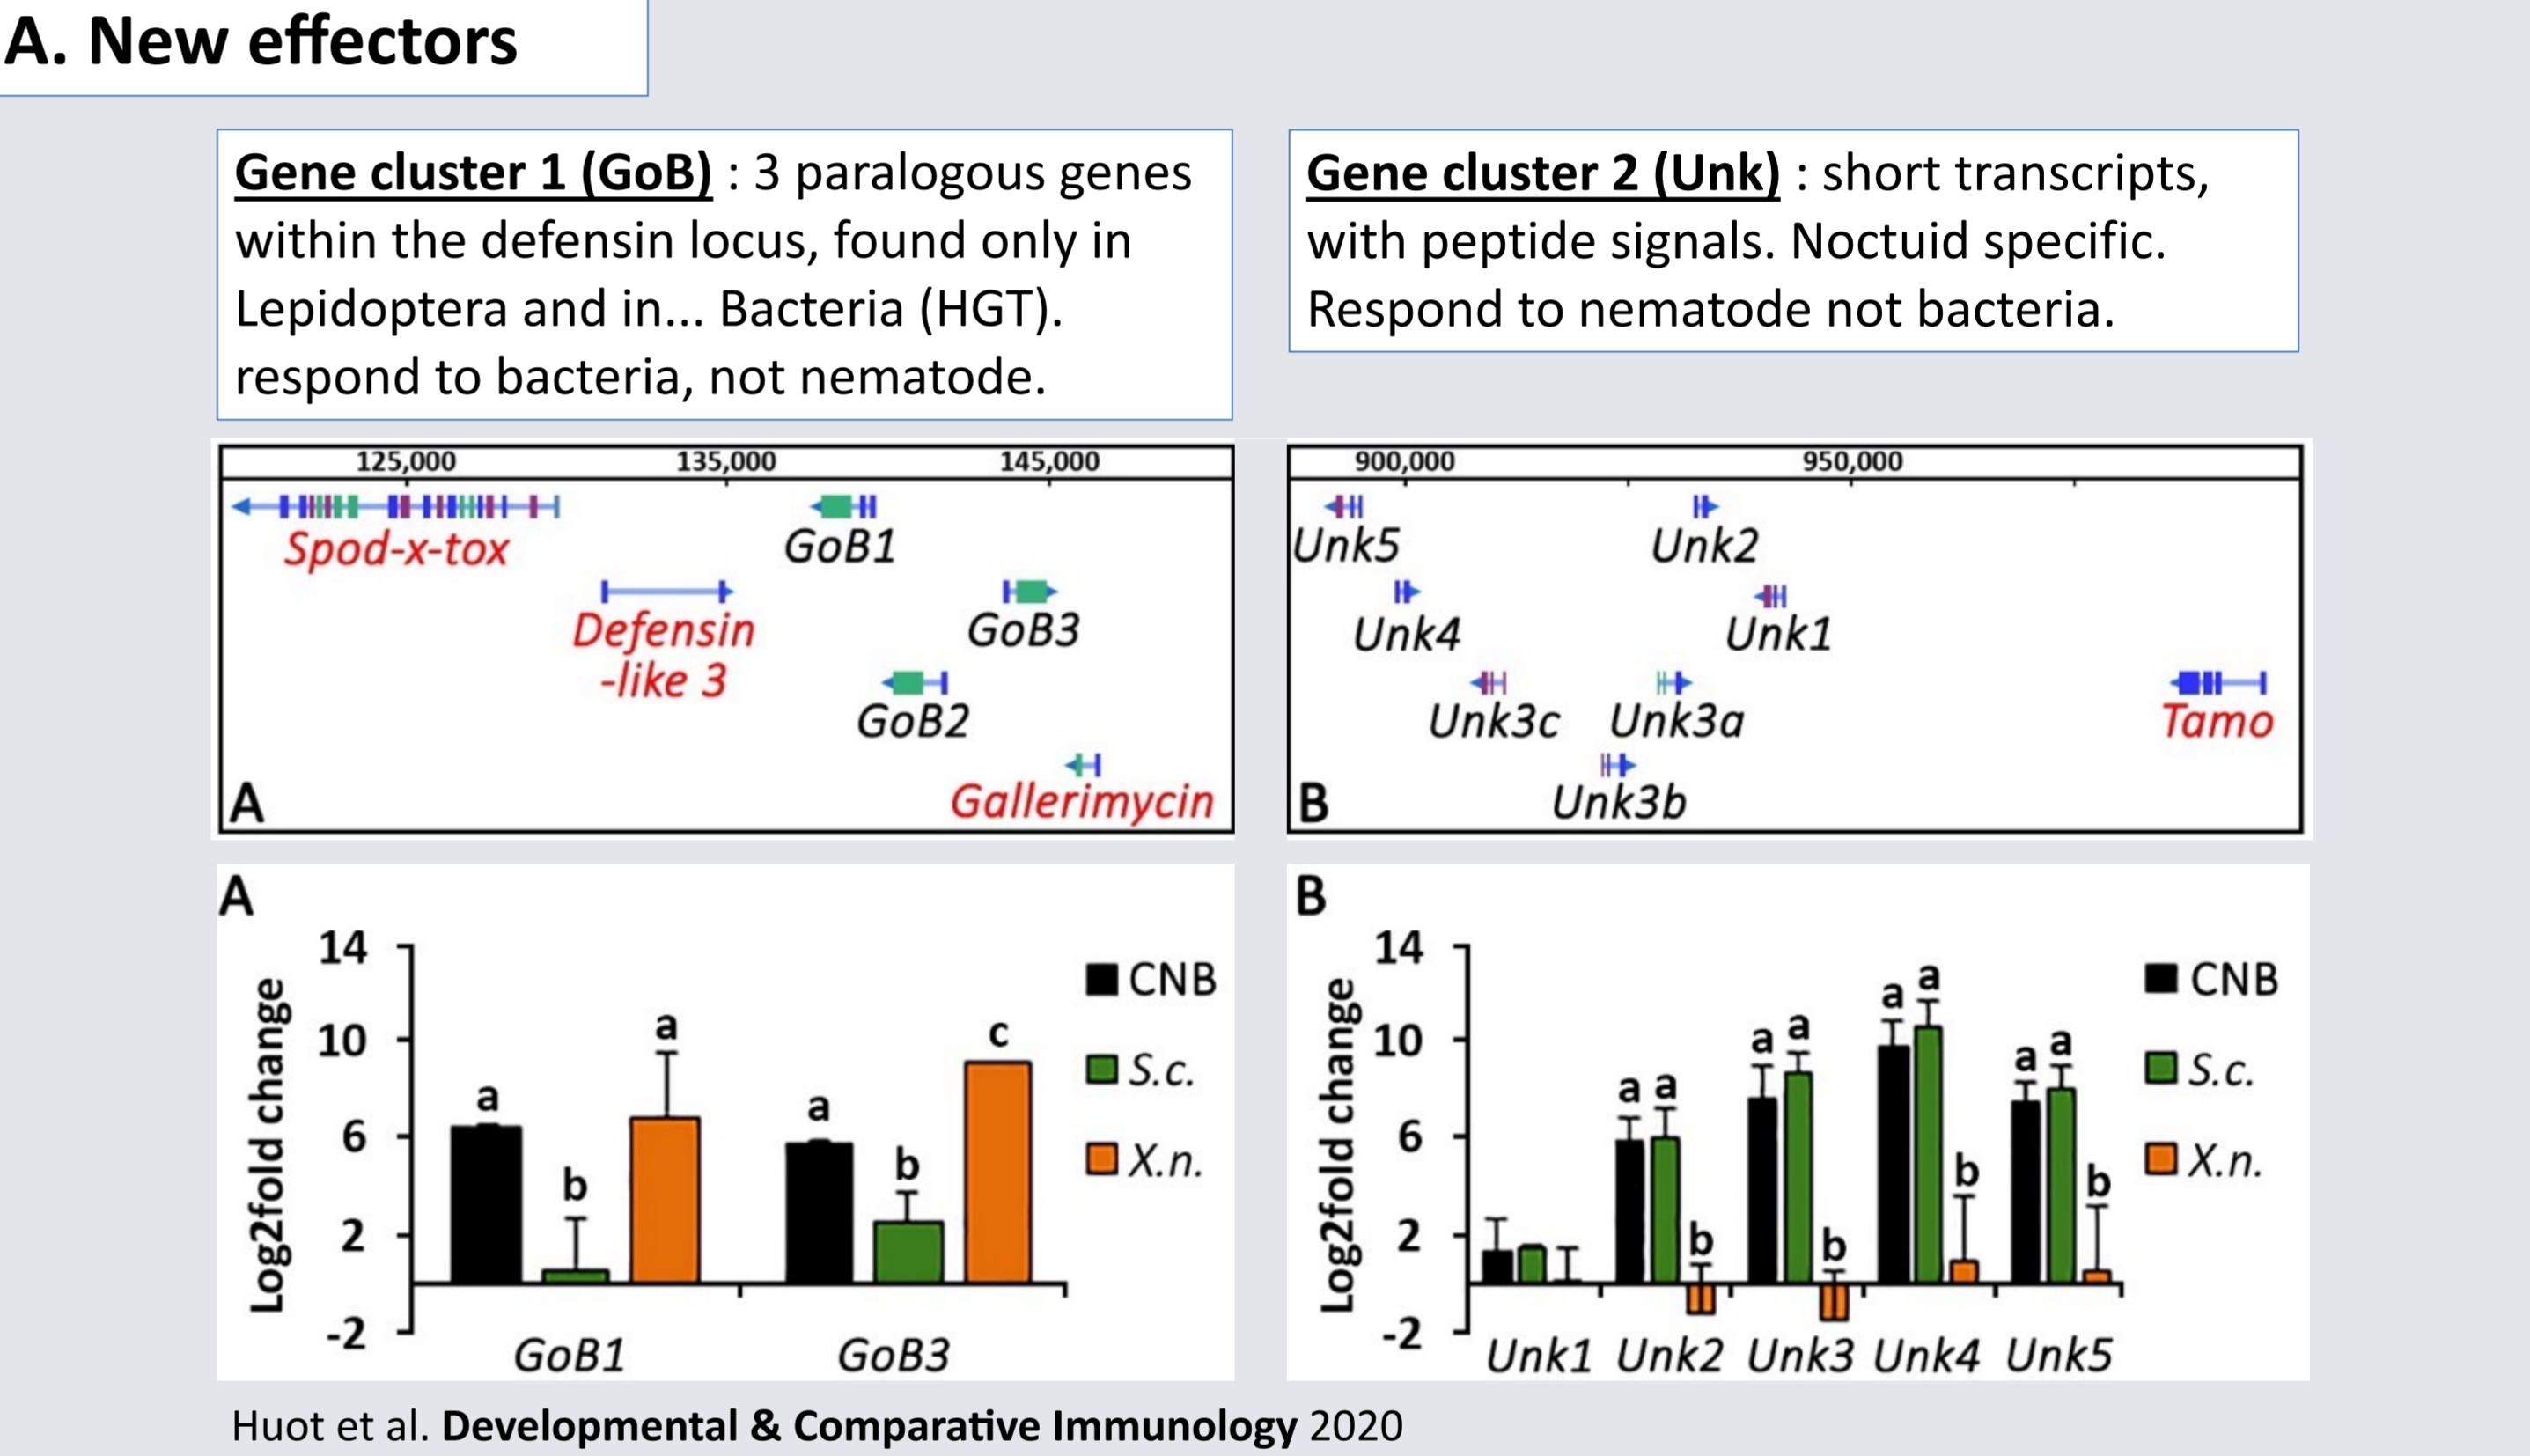 A. New effectors
Gene cluster 1 (GoB) : 3 paralogous genes
within the defensin locus, found only in
Lepidoptera and in... Bacteria (HGT).
respond to bacteria, not nematode.
Gene cluster 2 (Unk) : short transcripts,
with peptide signals. Noctuid specific.
Respond to nematode not bacteria.
125,000 135,000 145,000
Spod-x-tox GoB1
Defensin
-like 3
GoB3
GoB2
Gallerimycin
A
900,000 950,000
Unk5 Unk2
Unk4 Unk1
Unk3c Unk3a Tamo
Unk3b
B
A
Log2fold change
14
10
6
2
-2
a b a
a b c
GoB1 GoB3
CNB
S.c.
X.n.
B
Log2fold change
14
10
6
2
-2
a a b
a a b
a a b
a a b
Unk1 Unk2 Unk3 Unk4 Unk5
CNB
S.c.
X.n.
Huot et al. Developmental & Comparative Immunology 2020